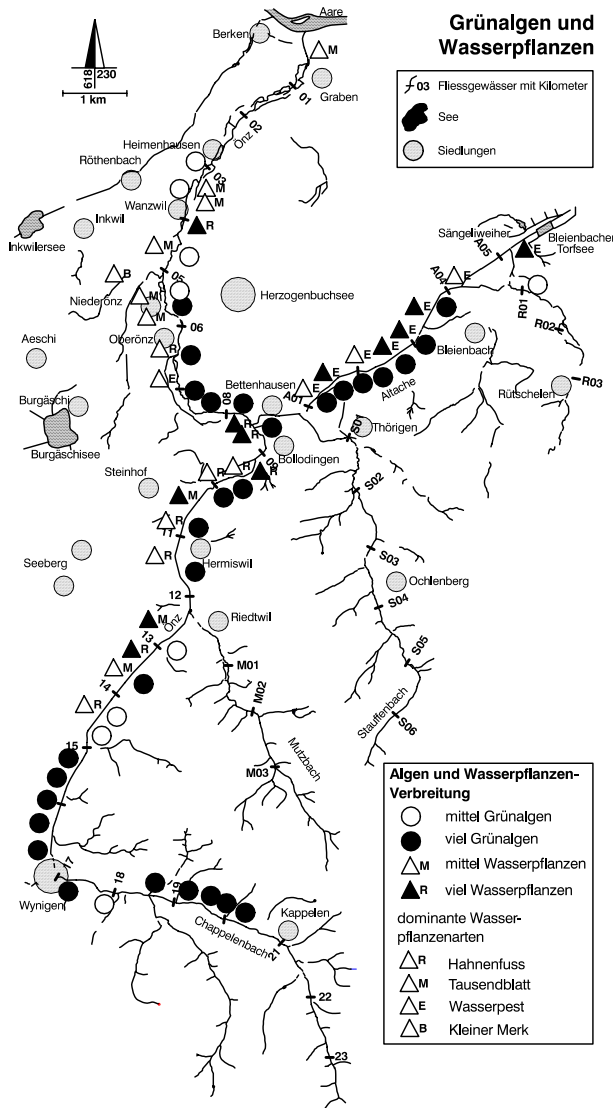 Grünalgen und
Wasserpflanzen
03 Fliessgewässer mit Kilometer
See
Siedlungen
618 230
1 km
Aare
Berken
M
Graben
01
02
Önz
Heimenhausen
03
Röthenbach
M
M
Wanzwil
R
Inkwil
Inkwilersee
M
05
B
Niederönz
M
M
Herzogenbuchsee
06
Oberönz
R
E
Aeschi
Burgäschi
Burgäschisee
Sängeliweiher
Bleienbacher
Torfsee
A05
E
E
A04
R01
R02
R03
Rütschelen
E
E
E
E
E
E
Bleienbach
Altache
A01
Bettenhausen
08
R
R
S01
Thörigen
Bollodingen
09
R
R
R
Steinhof
M
S02
R
11
R
Hermiswil
Seeberg
S03
Ochlenberg
12
S04
Önz
Riedtwil
M
13
R
M
M01
S05
14
R
M02
Stauffenbach
S06
15
Mutzbach
M03
17
Wynigen
18
19
Chappelenbach
Kappelen
21
22
23
Algen und Wasserpflanzen-
Verbreitung
mittel Grünalgen
viel Grünalgen
M mittel Wasserpflanzen
R viel Wasserpflanzen
dominante Wasser-
pflanzenarten
R Hahnenfuss
M Tausendblatt
E Wasserpest
B Kleiner Merk